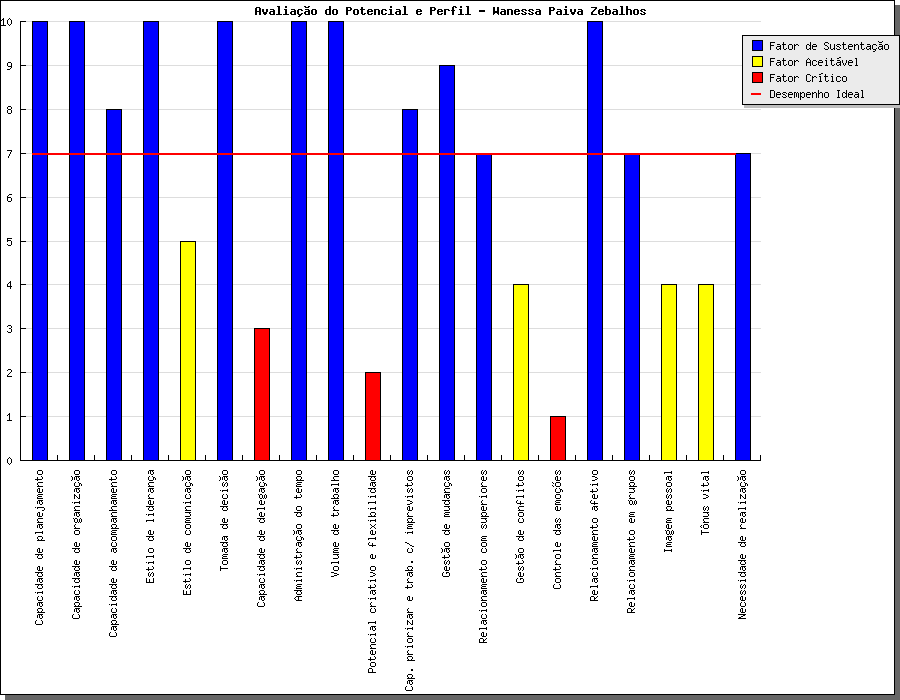 Avaliação do Potencial e Perfil - Wanessa Paiva Zebalhos
Fator de Sustentação
Fator Aceitável
Fator Crítico
Desempenho Ideal
10
9
8
7
6
5
4
3
2
1
0
Capacidade de planejamento
Capacidade de organização
Capacidade de acompanhamento
Estilo de liderança
Estilo de comunicação
Tomada de decisão
Capacidade de delegação
Administração do tempo
Volume de trabalho
Potencial criativo e flexibilidade
Cap. priorizar e trab. c/ imprevistos
Gestão de mudanças
Relacionamento com superiores
Gestão de conflitos
Controle das emoções
Relacionamento afetivo
Relacionamento em grupos
Imagem pessoal
Tônus vital
Necessidade de realização